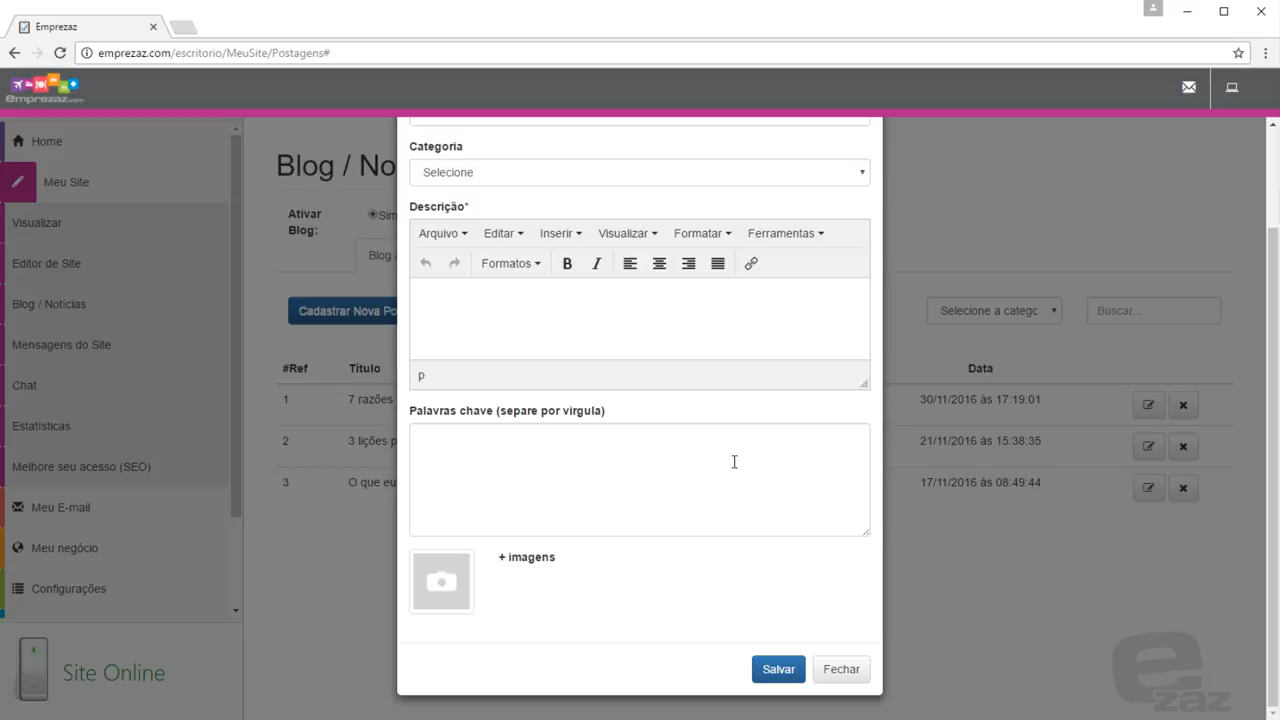 Emprezaz
emprezaz.com/escritorio/MeuSite/Postagens#
emprezaz.com
Home
Meu Site
Visualizar
Editor de Site
Blog / Notícias
Mensagens do Site
Chat
Estatísticas
Melhore seu acesso (SEO)
Meu E-mail
Meu negócio
Configurações
Site Online
Blog / No
Ativar
Blog:
Sim
Blog /
Cadastrar Nova Po
Selecione a categc
Buscar...
#Ref
Título
Data
1
7 razões
30/11/2016 às 17:19:01
2
3 lições p
21/11/2016 às 15:38:35
3
O que eu
17/11/2016 às 08:49:44
Categoria
Selecione
Descrição*
Arquivo Editar Inserir Visualizar Formatar Ferramentas
Formatos B I
p
Palavras chave (separe por virgula)
+ imagens
Salvar
Fechar
e
zaz